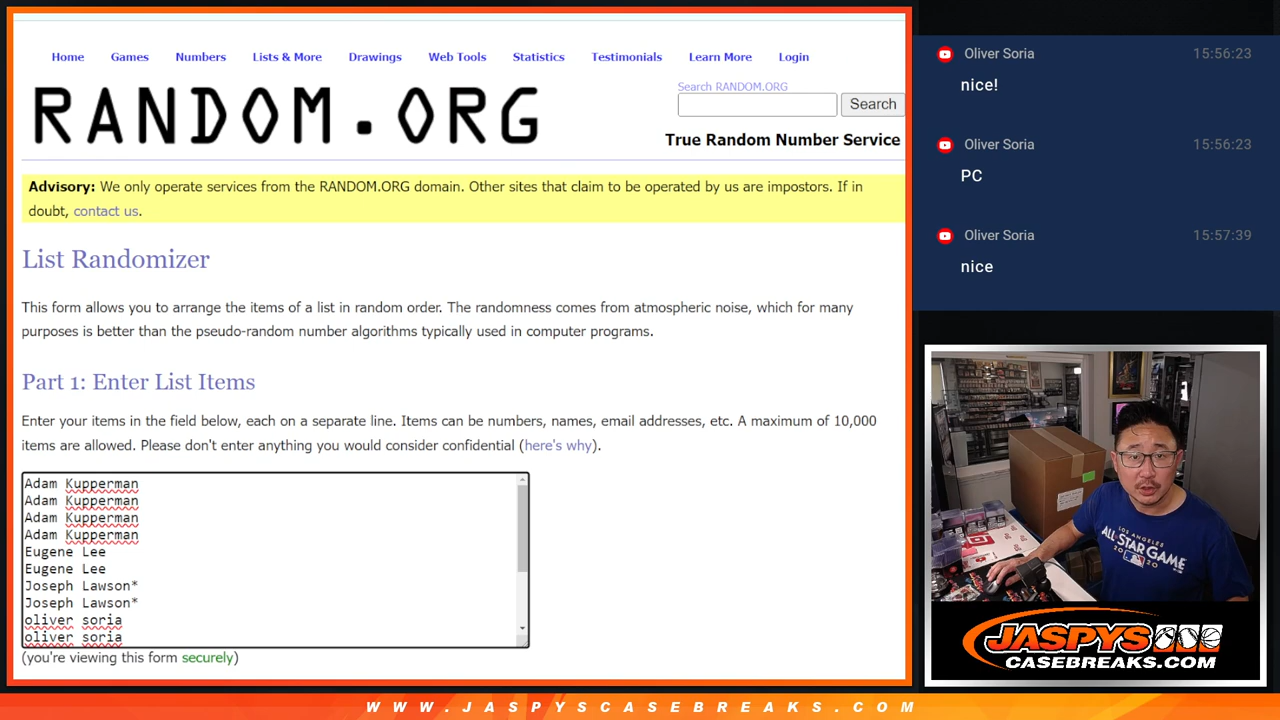 Home Games Numbers Lists & More Drawings Web Tools Statistics Testimonials Learn More Login
RANDOM.ORG
Search RANDOM.ORG
Search
True Random Number Service
Advisory: We only operate services from the RANDOM.ORG domain. Other sites that claim to be operated by us are impostors. If in
doubt, contact us.
List Randomizer
This form allows you to arrange the items of a list in random order. The randomness comes from atmospheric noise, which for many
purposes is better than the pseudo-random number algorithms typically used in computer programs.
Part 1: Enter List Items
Enter your items in the field below, each on a separate line. Items can be numbers, names, email addresses, etc. A maximum of 10,000
items are allowed. Please don't enter anything you would consider confidential (here's why).
Adam Kupperman
Adam Kupperman
Adam Kupperman
Adam Kupperman
Eugene Lee
Eugene Lee
Joseph Lawson*
Joseph Lawson*
oliver soria
oliver soria
(you're viewing this form securely)
Oliver Soria 15:56:23
nice!
Oliver Soria 15:56:23
PC
Oliver Soria 15:57:39
nice
LOS ANGELES
ALL STAR GAME
2020
JASPYS
CASEBREAKS.COM
WWW.JASPYSCASEBREAKS.COM